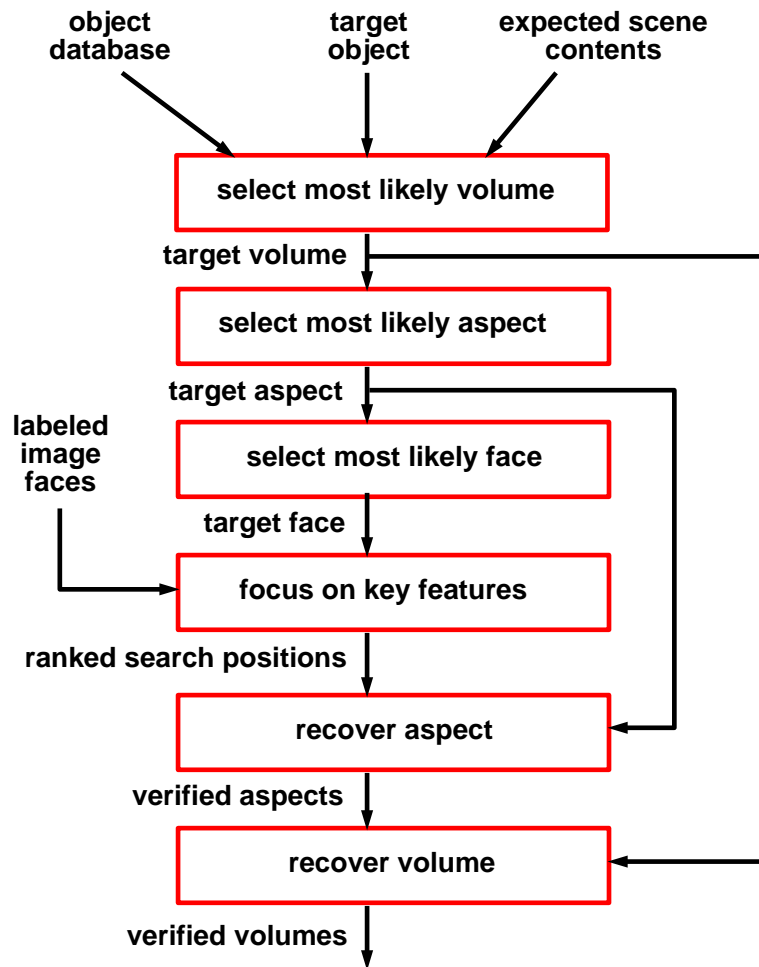 object
database
target
object
expected scene
contents
select most likely volume
target volume
select most likely aspect
target aspect
labeled
image
faces
select most likely face
target face
focus on key features
ranked search positions
recover aspect
verified aspects
recover volume
verified volumes